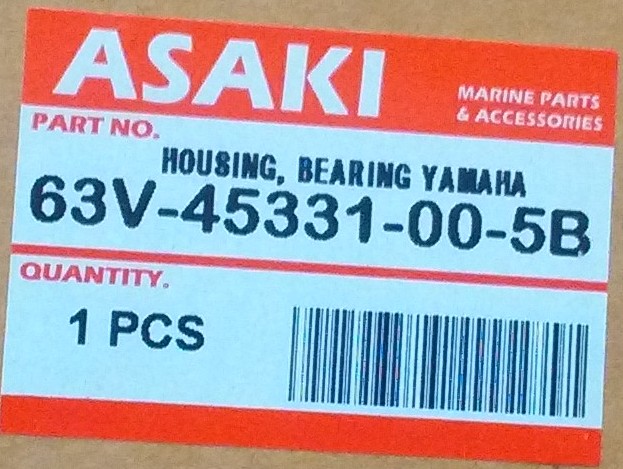 ASAKI
MARINE PARTS
& ACCESSORIES
PART NO.
HOUSING, BEARING YAMAHA
63V-45331-00-5B
QUANTITY.
1 PCS